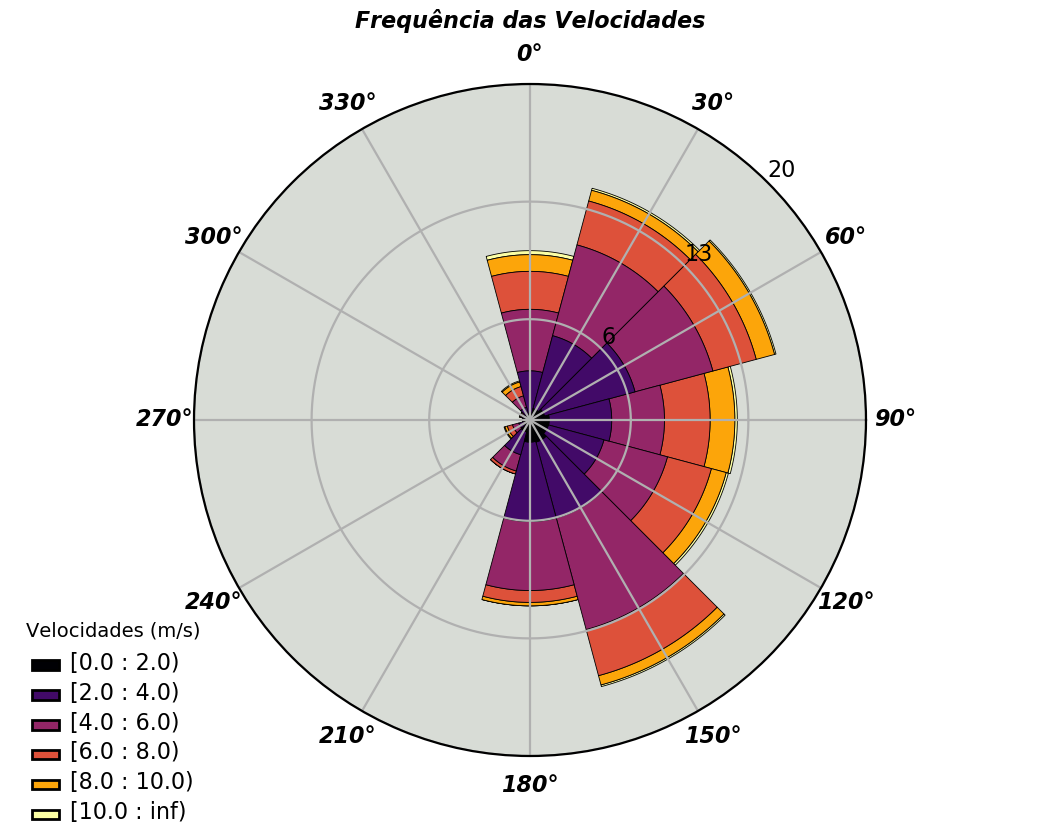 Frequência das Velocidades
0°
330°
30°
20
300°
60°
13
6
270°
90°
240°
120°
210°
150°
180°
Velocidades (m/s)
[0.0 : 2.0)
[2.0 : 4.0)
[4.0 : 6.0)
[6.0 : 8.0)
[8.0 : 10.0)
[10.0 : inf)